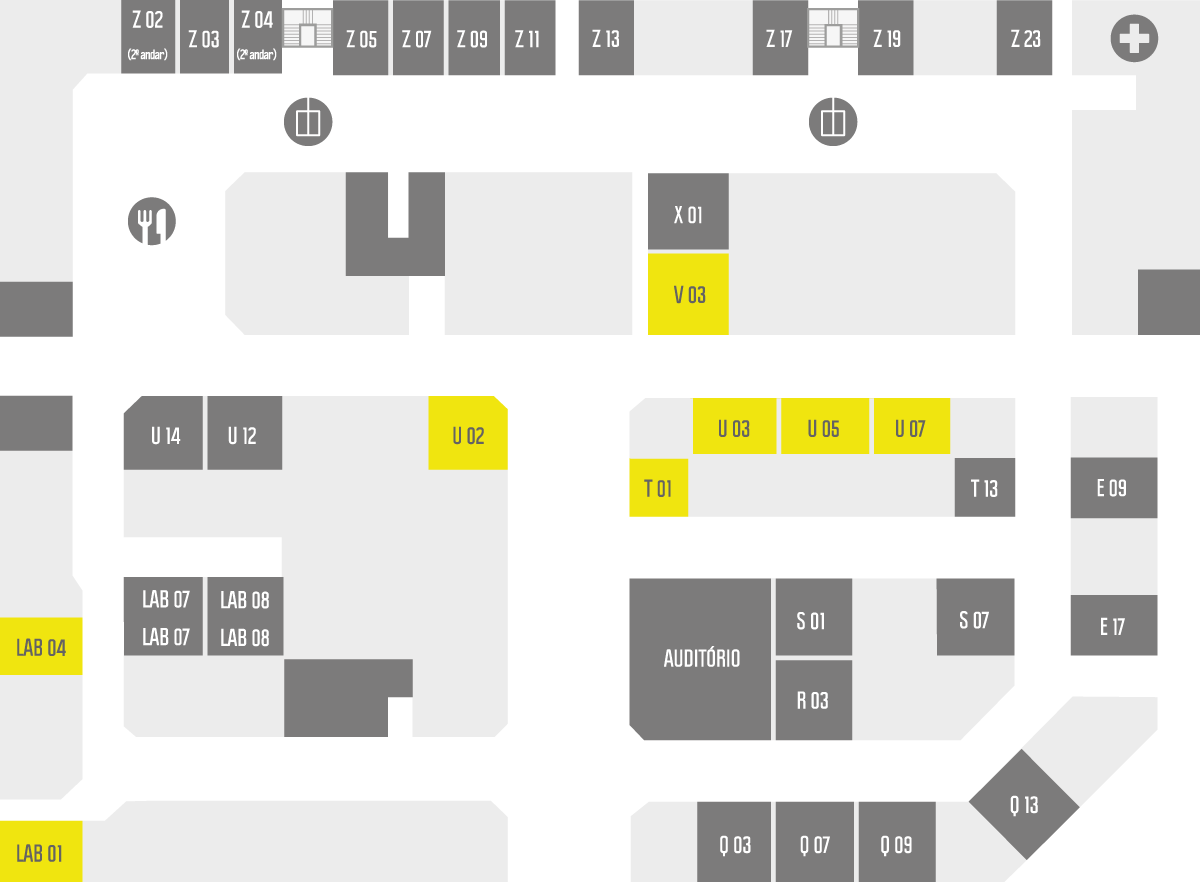 Z 02
(2º andar)
Z 03
Z 04
(2º andar)
Z 05
Z 07
Z 09
Z 11
Z 13
Z 17
Z 19
Z 23
X 01
V 03
U 14
U 12
U 02
U 03
U 05
U 07
T 01
T 13
E 09
LAB 07
LAB 08
LAB 07
LAB 08
LAB 04
AUDITÓRIO
S 01
S 07
E 17
R 03
Q 13
LAB 01
Q 03
Q 07
Q 09